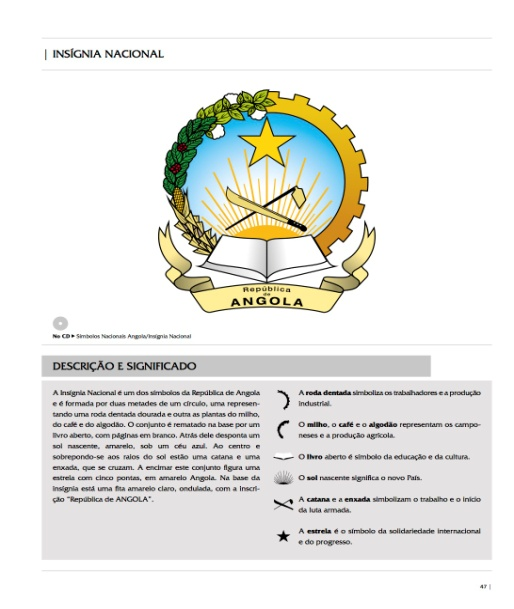 | INSÍGNIA NACIONAL
República
de
ANGOLA
No CD ▸ Símbolos Nacionais Angola/Insígnia Nacional
DESCRIÇÃO E SIGNIFICADO
A Insígnia Nacional é um dos símbolos da República de Angola
e é formada por duas metades de um círculo, uma represen-
tando uma roda dentada dourada e outra as plantas do milho,
do café e do algodão. O conjunto é rematado na base por um
livro aberto, com páginas em branco. Atrás dele desponta um
sol nascente, amarelo, sob um céu azul. Ao centro e
sobrepondo-se aos raios do sol estão uma catana e uma
enxada, que se cruzam. A encimar este conjunto figura uma
estrela com cinco pontas, em amarelo Angola. Na base da
insígnia está uma fita amarelo claro, ondulada, com a inscri-
ção "República de ANGOLA".
A roda dentada simboliza os trabalhadores e a produção
industrial.
O milho, o café e o algodão representam os campo-
neses e a produção agrícola.
O livro aberto é símbolo da educação e da cultura.
O sol nascente significa o novo País.
A catana e a enxada simbolizam o trabalho e o início
da luta armada.
A estrela é o símbolo da solidariedade internacional
e do progresso.
47 |